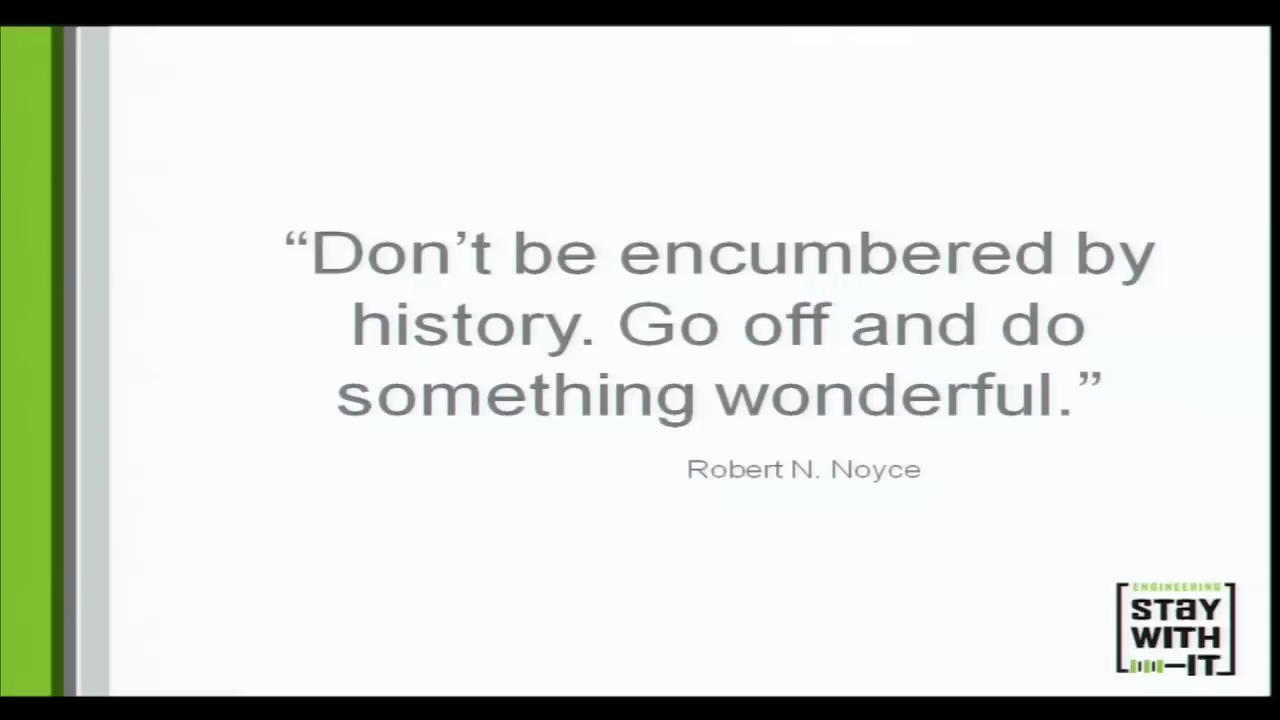 “Don’t be encumbered by
history. Go off and do
something wonderful.”
Robert N. Noyce
ENGINEERING
STaY
WITH
IT